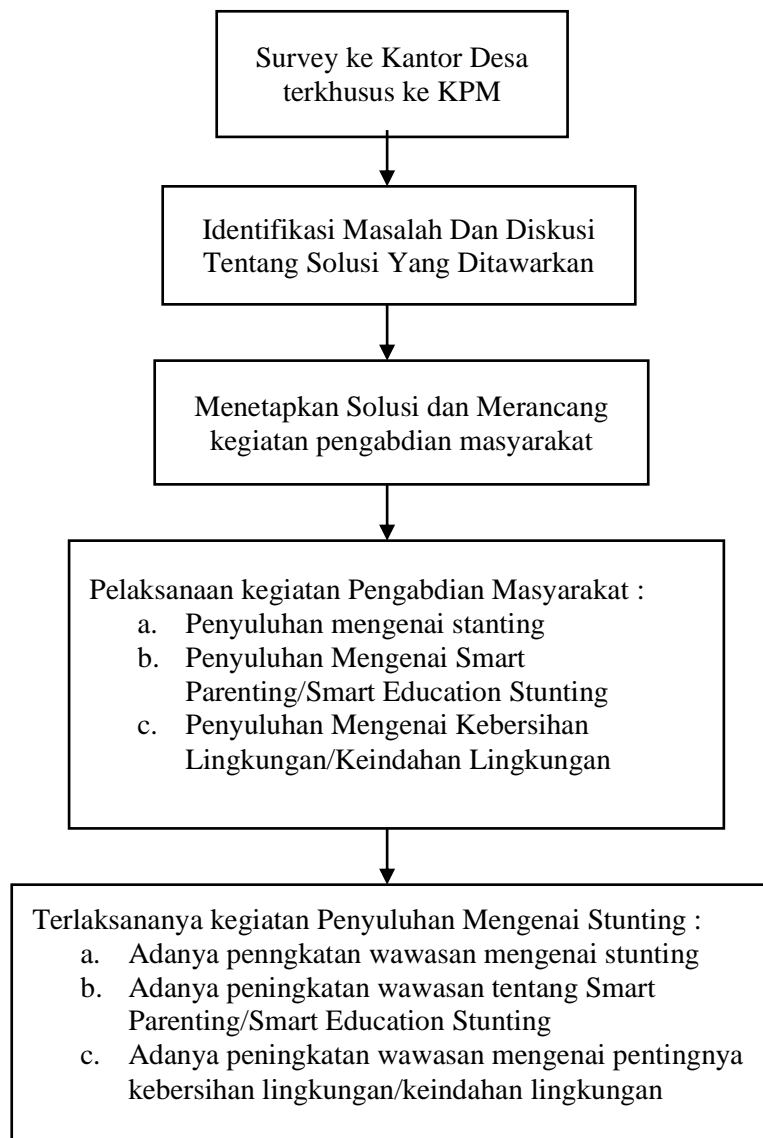 Survey ke Kantor Desa
terkhusus ke KPM
Identifikasi Masalah Dan Diskusi
Tentang Solusi Yang Ditawarkan
Menetapkan Solusi dan Merancang
kegiatan pengabdian masyarakat
Pelaksanaan kegiatan Pengabdian Masyarakat :
a. Penyuluhan mengenai stanting
b. Penyuluhan Mengenai Smart
Parenting/Smart Education Stunting
c. Penyuluhan Mengenai Kebersihan
Lingkungan/Keindahan Lingkungan
Terlaksananya kegiatan Penyuluhan Mengenai Stunting :
a. Adanya penngkatan wawasan mengenai stunting
b. Adanya peningkatan wawasan tentang Smart
Parenting/Smart Education Stunting
c. Adanya peningkatan wawasan mengenai pentingnya
kebersihan lingkungan/keindahan lingkungan